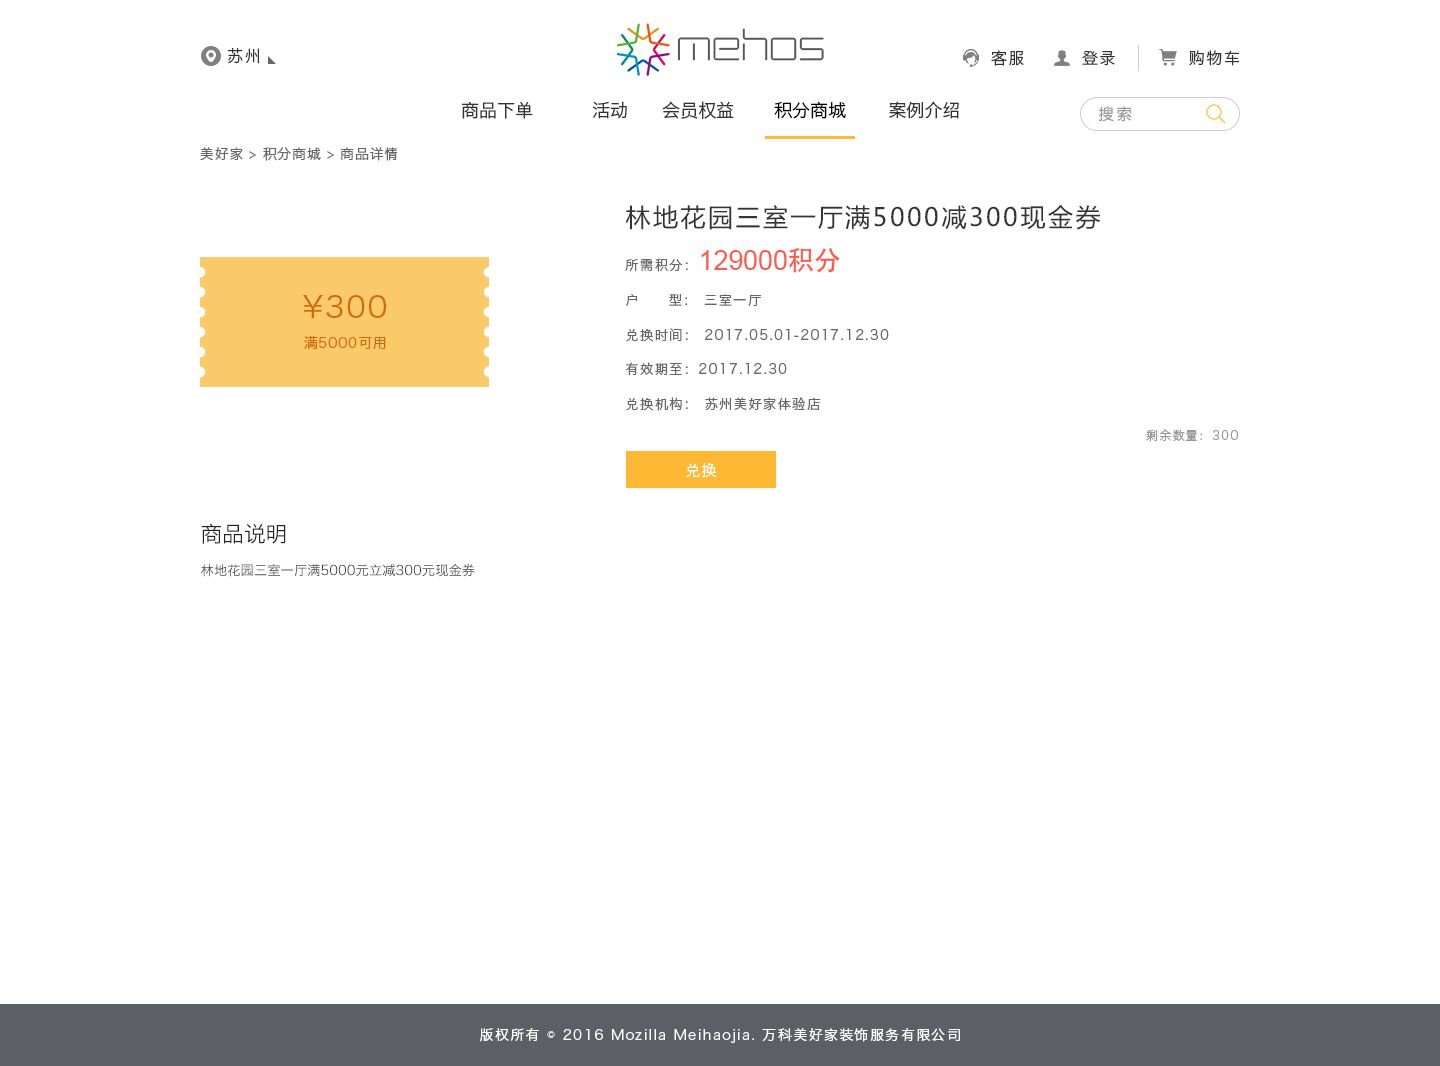 苏州
mehos
客服
登录
购物车
商品下单
活动
会员权益
积分商城
案例介绍
搜索
美好家 > 积分商城 > 商品详情
林地花园三室一厅满5000减300现金券
所需积分：129000积分
¥300
满5000可用
户 型： 三室一厅
兑换时间： 2017.05.01-2017.12.30
有效期至：2017.12.30
兑换机构： 苏州美好家体验店
剩余数量：300
兑换
商品说明
林地花园三室一厅满5000元立减300元现金券
版权所有 © 2016 Mozilla Meihaojia. 万科美好家装饰服务有限公司